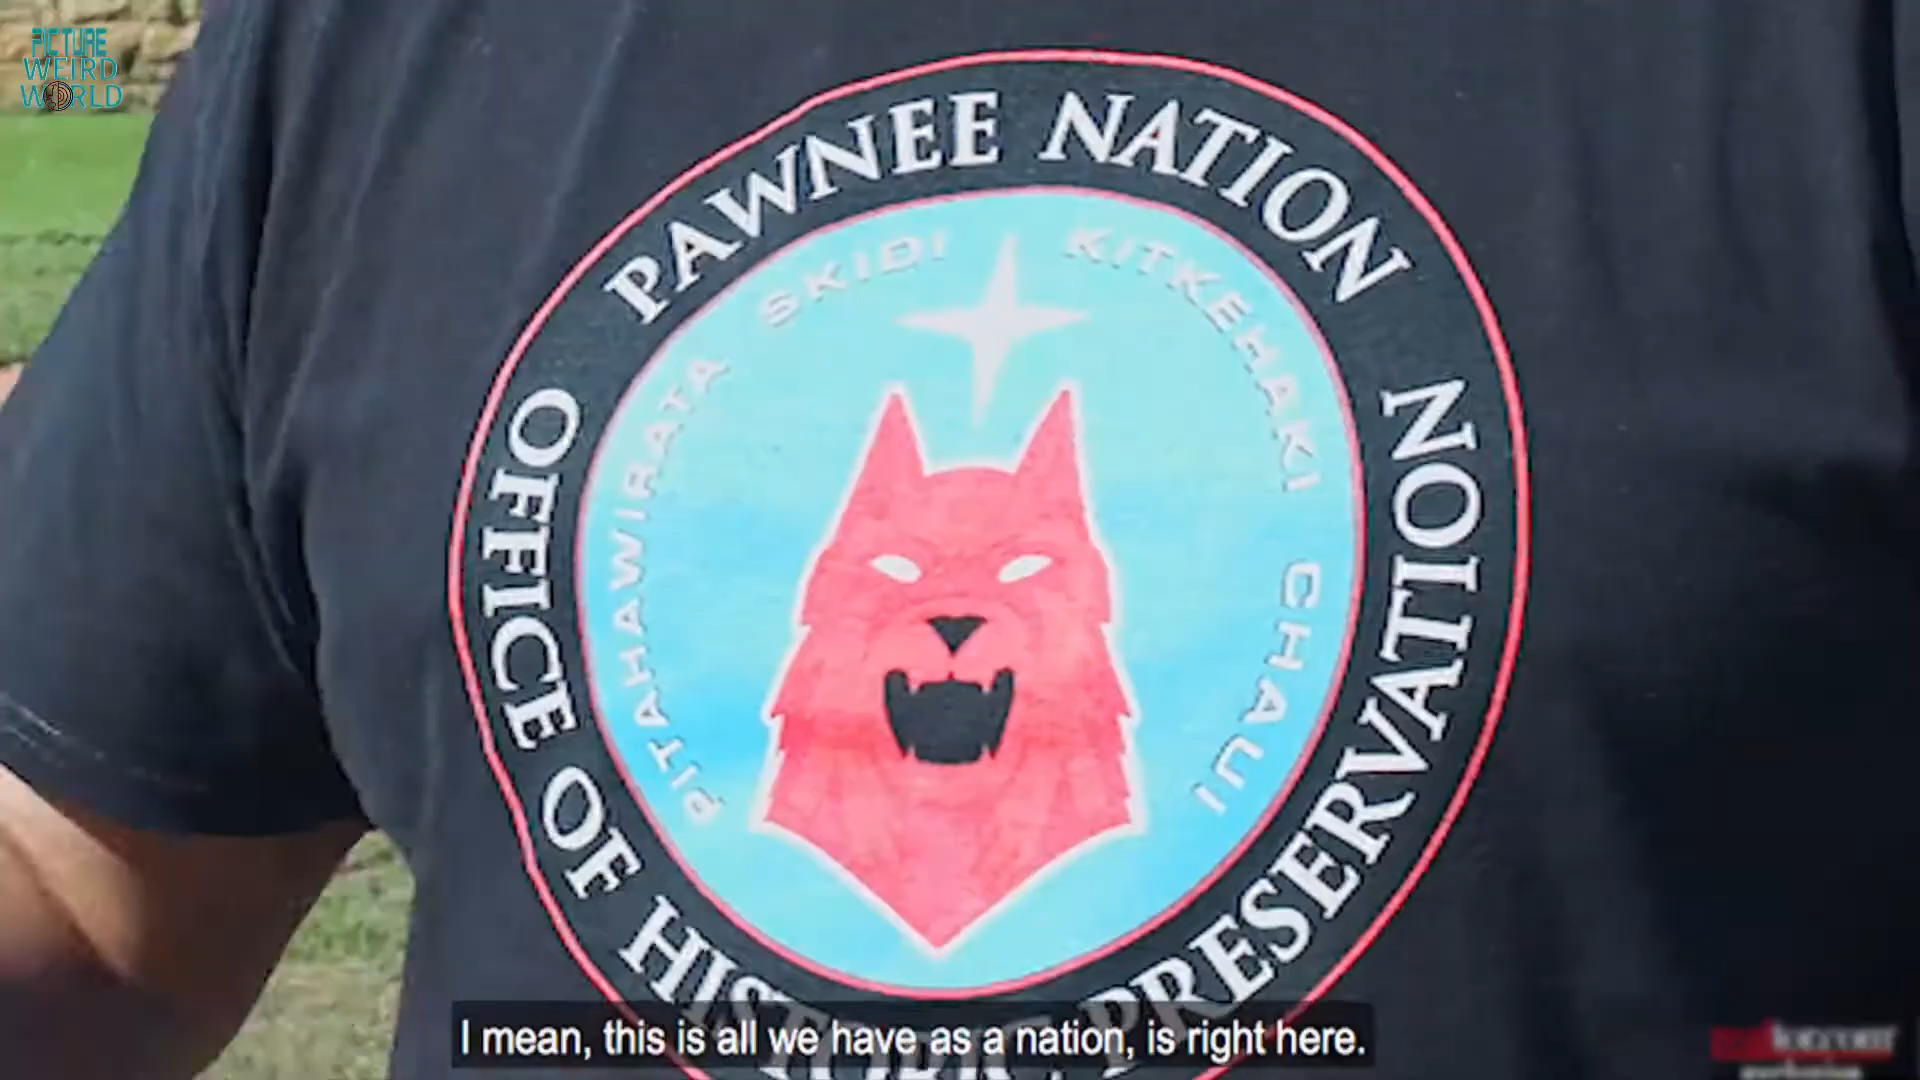 PICTURE
WEIRD
WORLD
PAWNEE NATION
OFFICE OF HISTORIC PRESERVATION
PITAHAWIRATA SKIDI KITKEHAKI CHAUI
I mean, this is all we have as a nation, is right here.